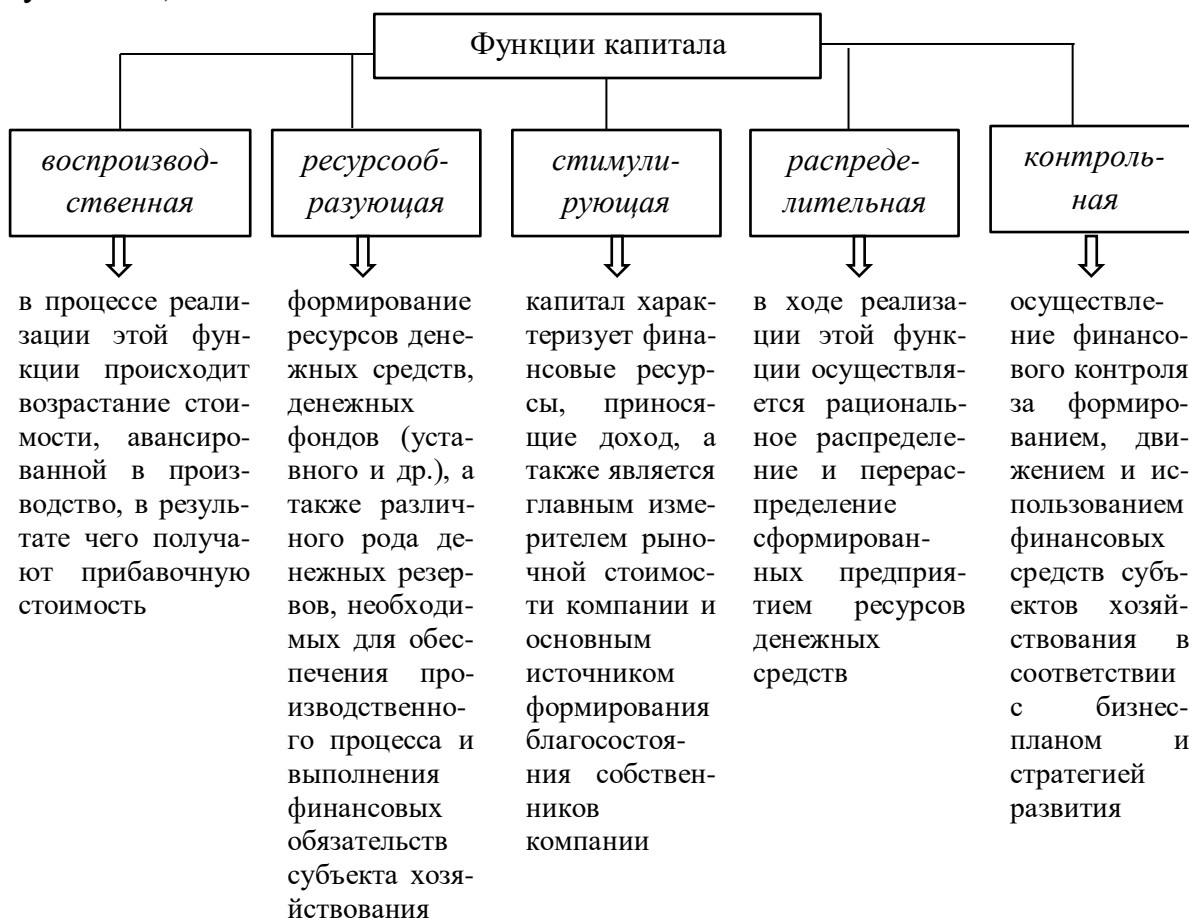 Функции капитала
воспроизвод-
ственная
ресурсооб-
разующая
стимули-
рующая
распреде-
лительная
контроль-
ная
в процессе реали-
зации этой фун-
кции происходит
возрастание стои-
мости, авансиро-
ванной в произ-
водство, в резуль-
тате чего получа-
ют прибавочную
стоимость
формирование
ресурсов дене-
жных средств,
денежных
фондов (уста-
вного и др.), а
также различ-
ного рода де-
нежных резер-
вов, необходи-
мых для обес-
печения про-
изводственно-
го процесса и
выполнения
финансовых
обязательств
субъекта хозя-
йствования
капитал харак-
теризует фина-
нсовые ресур-
сы, принося-
щие доход, а
также является
главным изме-
рителем рыно-
чной стоимос-
ти компании и
основным
источником
формирования
благосостоя-
ния собствен-
ников
компании
в ходе реализа-
ции этой функ-
ции осуществля-
ется рациональ-
ное распределе-
ние и перерас-
пределение
сформирован-
ных предприя-
тием ресурсов
денежных
средств
осуществле-
ние финансо-
вого контроля
за формиро-
ванием, дви-
жением и ис-
пользованием
финансовых
средств субъ-
ектов хозяй-
ствования в
соответствии
с бизнес-
планом и
стратегией
развития